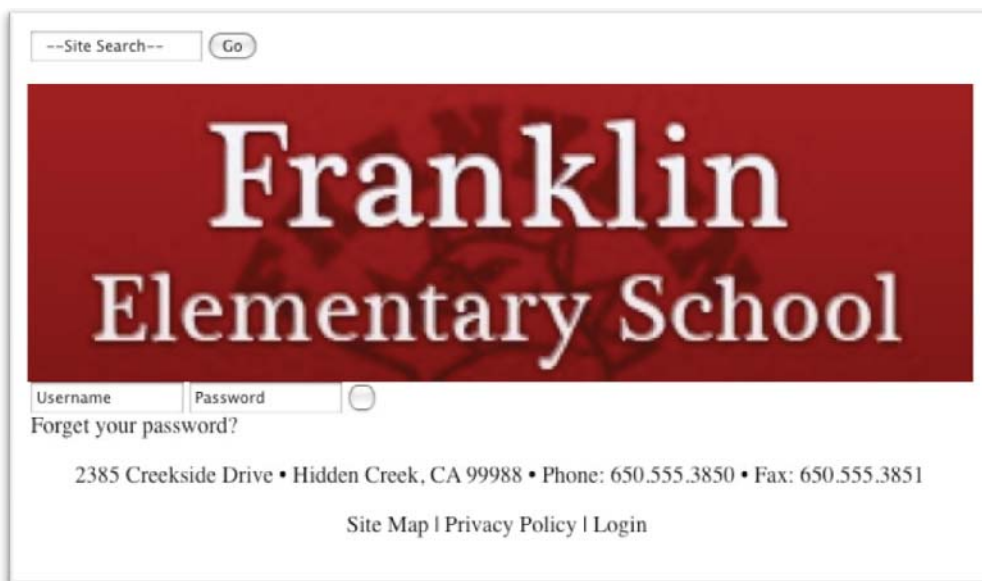 --Site Search-- Go
Franklin
Elementary School
Username Password
Forget your password?
2385 Creekside Drive • Hidden Creek, CA 99988 • Phone: 650.555.3850 • Fax: 650.555.3851
Site Map | Privacy Policy | Login